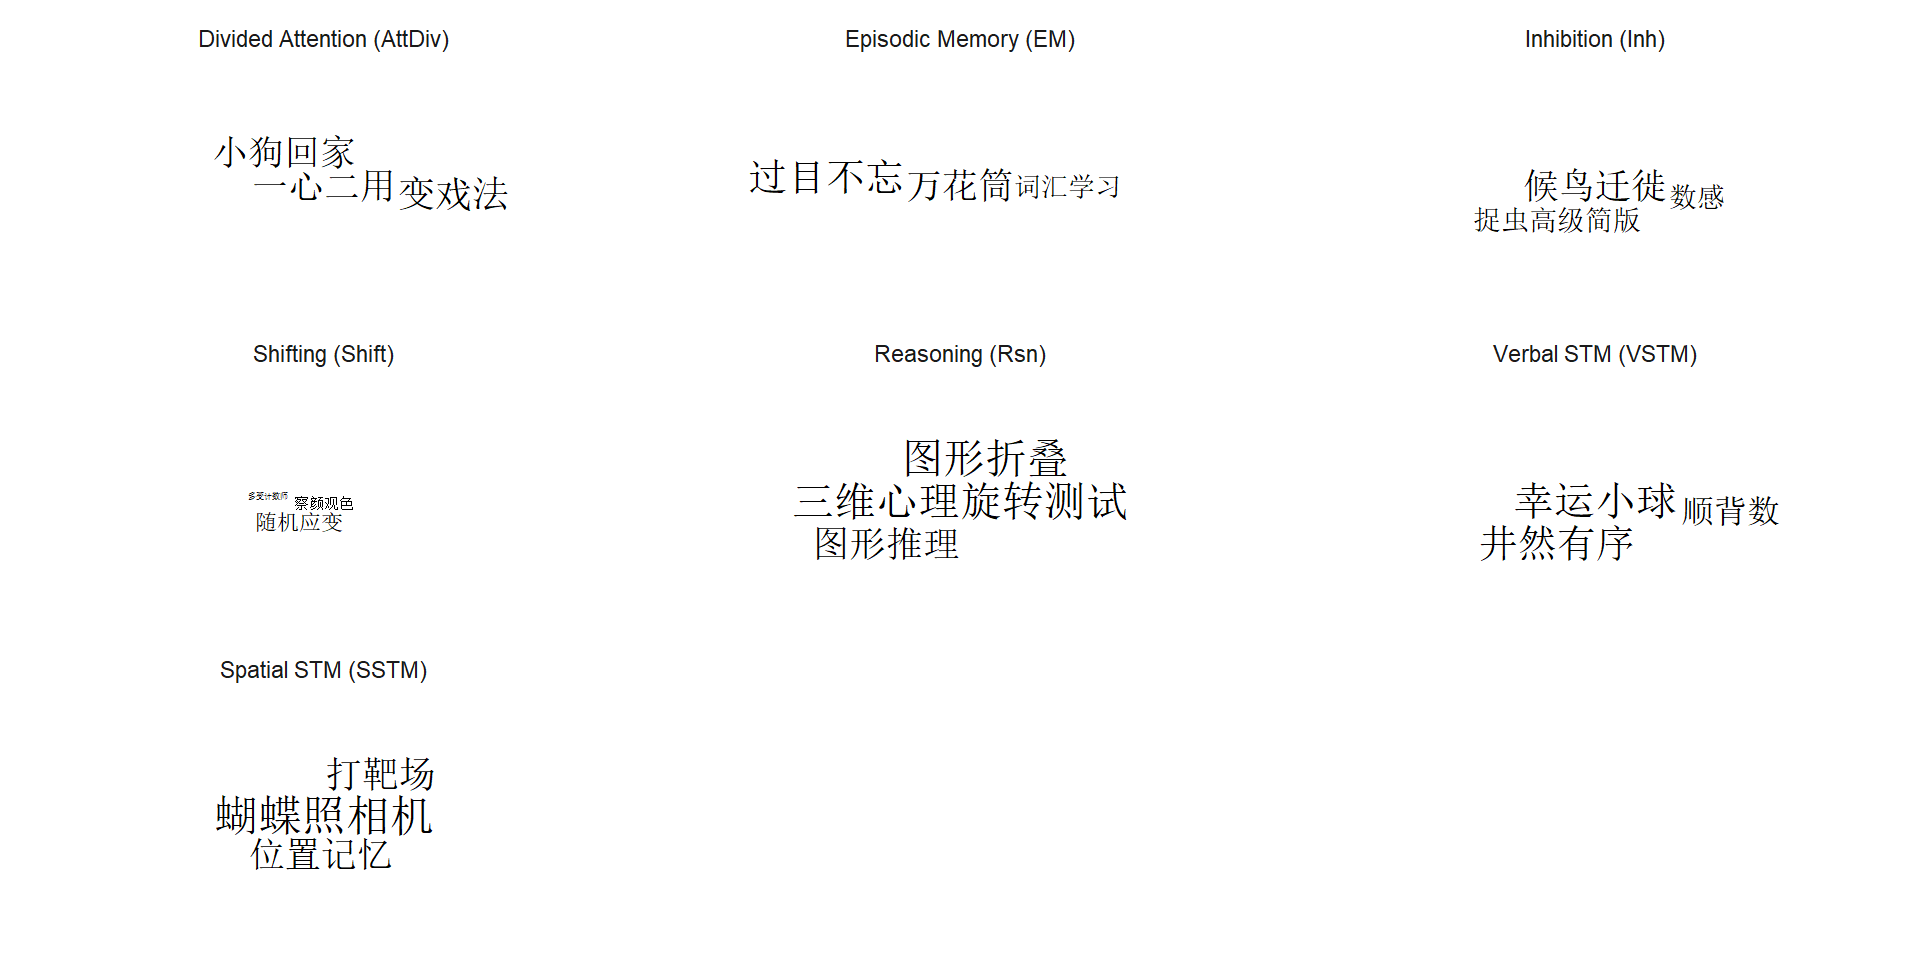 Divided Attention (AttDiv)
Episodic Memory (EM)
Inhibition (Inh)
小狗回家
一心二用 变戏法
过目不忘 万花筒 词汇学习
候鸟迁徙 数感
捉虫高级简版
Shifting (Shift)
Reasoning (Rsn)
Verbal STM (VSTM)
察颜观色
随机应变
图形折叠
三维心理旋转测试
图形推理
幸运小球 顺背数
井然有序
Spatial STM (SSTM)
打靶场
蝴蝶照相机
位置记忆